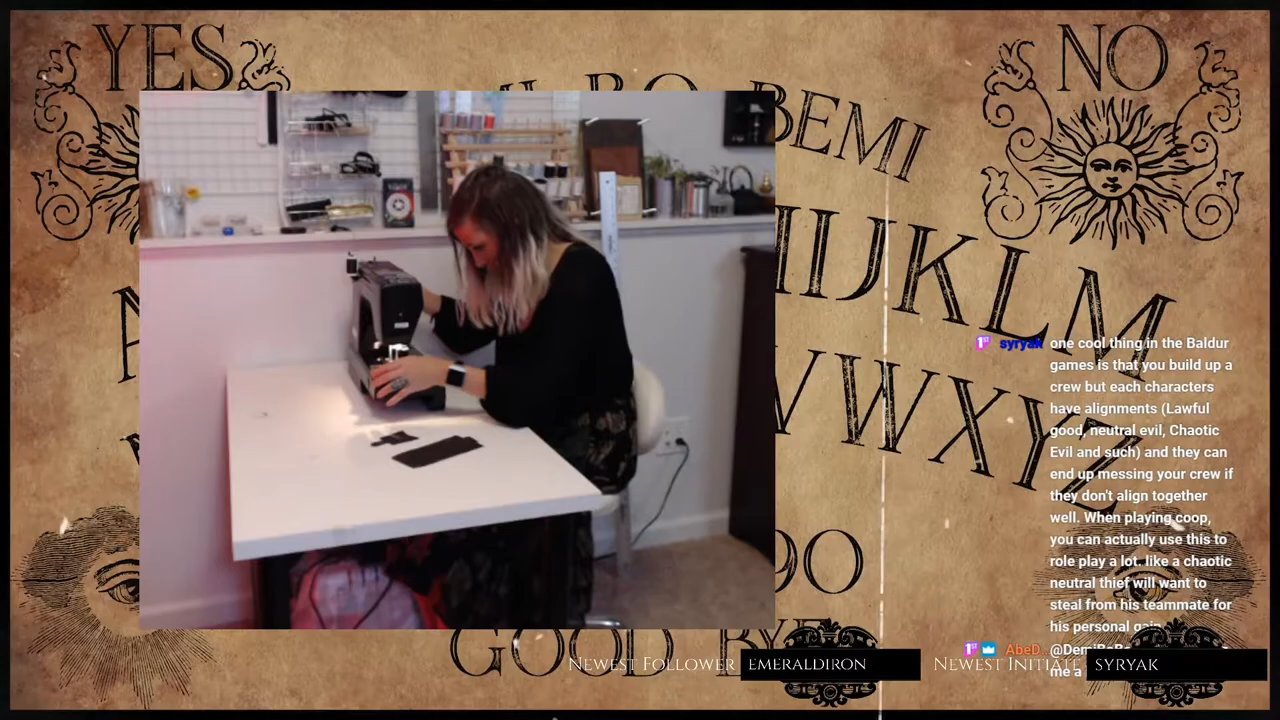 YES
NO
BEMI
IJKLM
VWXYZ
GOOD BYE
syryak one cool thing in the Baldur
games is that you build up a
crew but each characters
have alignments (Lawful
good, neutral evil, Chaotic
Evil and such) and they can
end up messing your crew if
they don't align together
well. When playing coop,
you can actually use this to
role play a lot. like a chaotic
neutral thief will want to
steal from his teammate for
his personal gain
AbeD..
me a
NEWEST FOLLOWER EMERALDIRON
NEWEST INITIATE SYRYAK